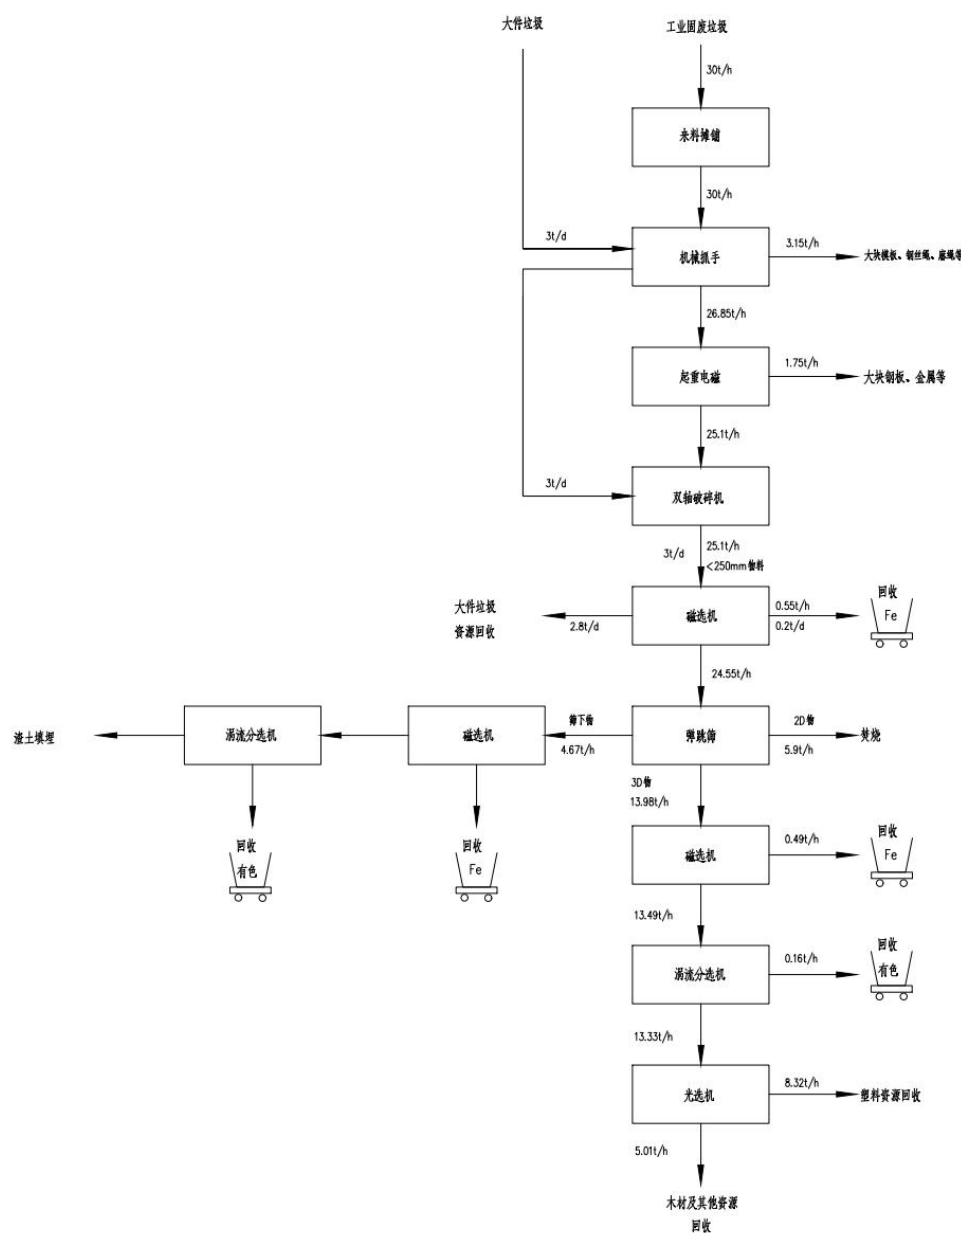 大件垃圾
工业固废垃圾
30t/h
来料摊铺
30t/h
3t/d
机械抓手
3.15t/h
大块模板、钢丝绳、麻绳等
26.85t/h
起重电磁
1.75t/h
大块钢板、金属等
25.1t/h
3t/d
双轴破碎机
3t/d
25.1t/h
<250mm物料
大件垃圾
资源回收
2.8t/d
磁选机
0.55t/h
0.2t/d
回收
Fe
24.55t/h
渣土填埋
涡流分选机
磁选机
筛下物
4.67t/h
弹跳筛
2D物
5.9t/h
焚烧
3D物
13.98t/h
回收
有色
回收
Fe
磁选机
0.49t/h
回收
Fe
13.49t/h
涡流分选机
0.16t/h
回收
有色
13.33t/h
光选机
8.32t/h
塑料资源回收
5.01t/h
木材及其他资源
回收